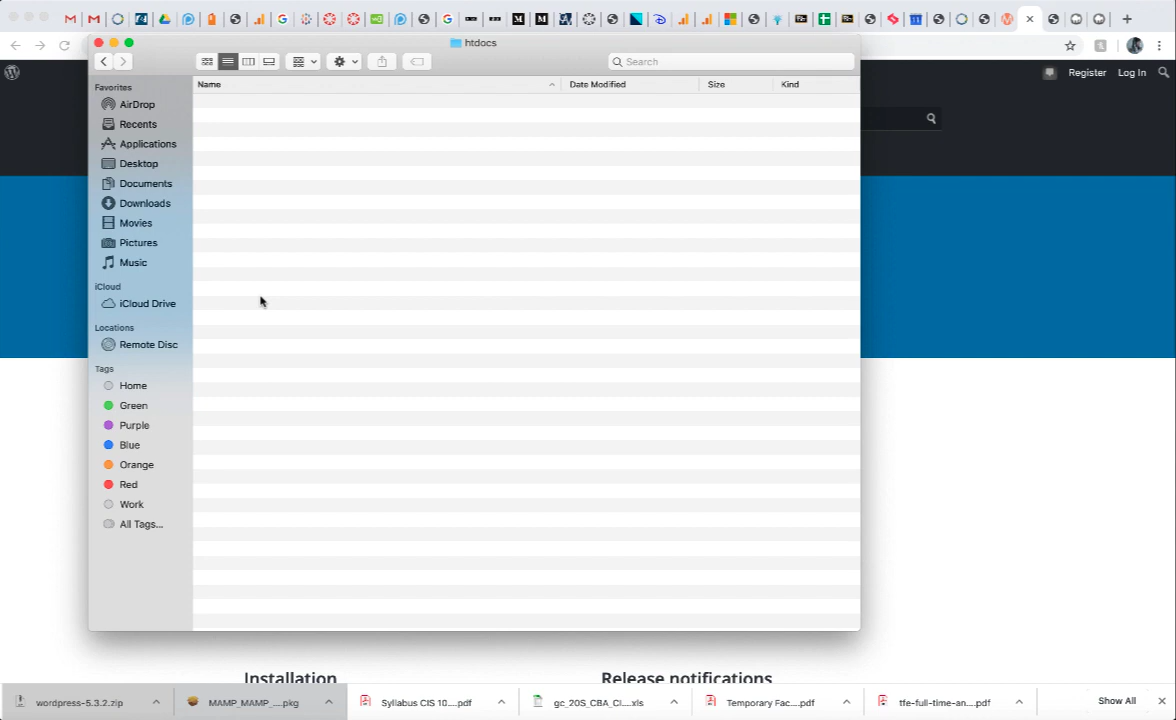 htdocs
Search
Register Log In
Name Date Modified Size Kind
Favorites
AirDrop
Recents
Applications
Desktop
Documents
Downloads
Movies
Pictures
Music
iCloud
iCloud Drive
Locations
Remote Disc
Tags
Home
Green
Purple
Blue
Orange
Red
Work
All Tags...
Installation Release notifications
wordpress-5.3.2.zip MAMP_MAMP_....pkg Syllabus CIS 10....pdf gc_20S_CBA_Cl....xls Temporary Fac....pdf tfe-full-time-an....pdf Show All